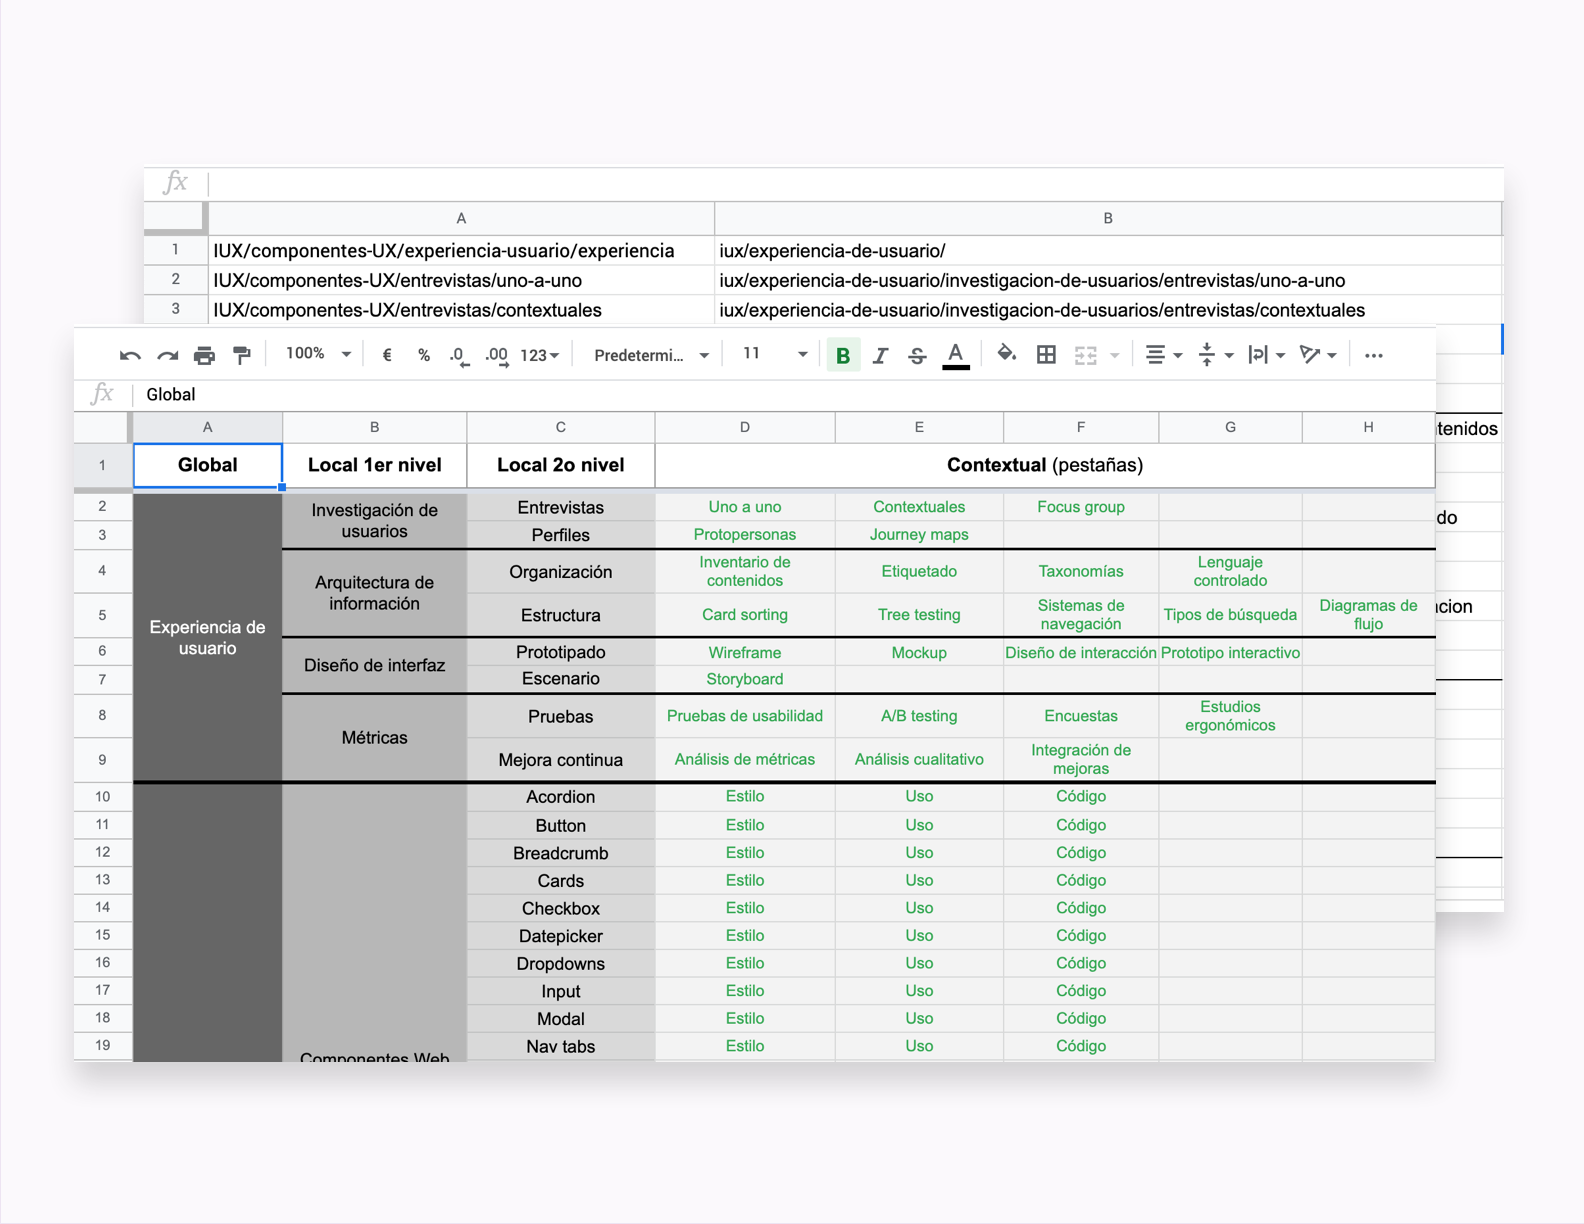 fx
A B
1 IUX/componentes-UX/experiencia-usuario/experiencia iux/experiencia-de-usuario/
2 IUX/componentes-UX/entrevistas/uno-a-uno iux/experiencia-de-usuario/investigacion-de-usuarios/entrevistas/uno-a-uno
3 IUX/componentes-UX/entrevistas/contextuales iux/experiencia-de-usuario/investigacion-de-usuarios/entrevistas/contextuales
100% € % .0 .00 123 Predetermi... 11 B I S A ...
fx Global
A B C D E F G H
1 Global Local 1er nivel Local 2o nivel Contextual (pestañas)
2 Entrevistas Uno a uno Contextuales Focus group
Investigación de
usuarios
3 Perfiles Protopersonas Journey maps
4 Organización Inventario de
contenidos Etiquetado Taxonomías Lenguaje
controlado
Arquitectura de
información
5 Estructura Card sorting Tree testing Sistemas de
navegación Tipos de búsqueda Diagramas de
flujo
Experiencia de
usuario
6 Prototipado Wireframe Mockup Diseño de interacción Prototipo interactivo
Diseño de interfaz
7 Escenario Storyboard
8 Pruebas Pruebas de usabilidad A/B testing Encuestas Estudios
ergonómicos
Métricas
9 Mejora continua Análisis de métricas Análisis cualitativo Integración de
mejoras
10 Acordion Estilo Uso Código
11 Button Estilo Uso Código
12 Breadcrumb Estilo Uso Código
13 Cards Estilo Uso Código
14 Checkbox Estilo Uso Código
15 Datepicker Estilo Uso Código
16 Dropdowns Estilo Uso Código
17 Input Estilo Uso Código
18 Modal Estilo Uso Código
19 Nav tabs Estilo Uso Código
Componentes Web
tenidos
do
cion